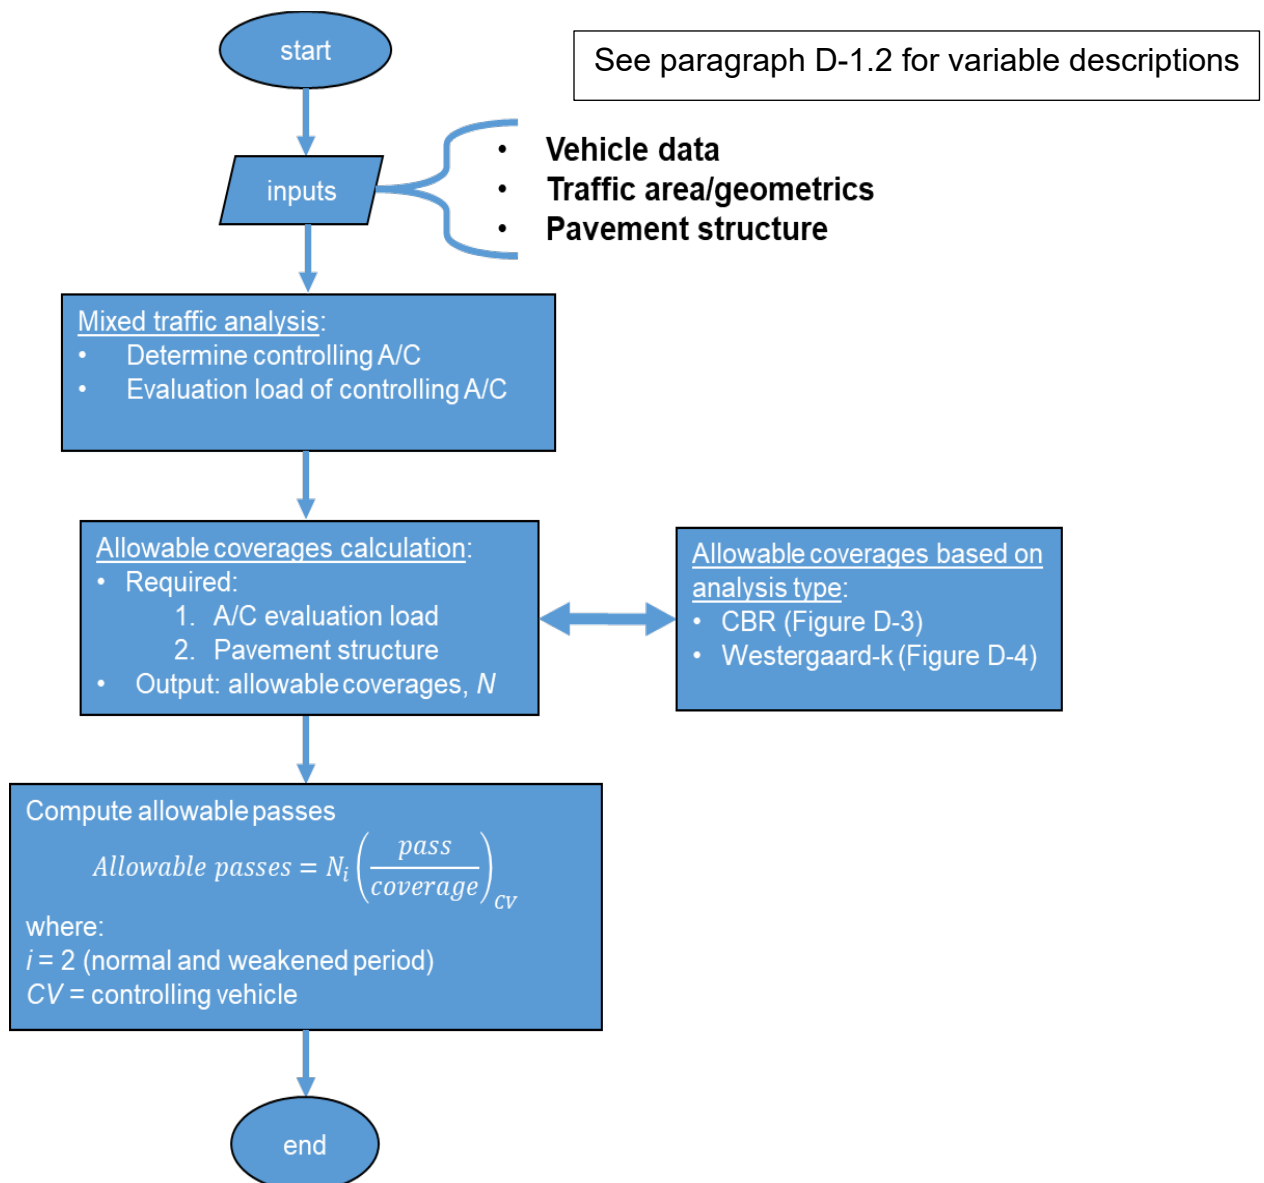 start
See paragraph D-1.2 for variable descriptions
inputs
• Vehicle data
• Traffic area/geometrics
• Pavement structure
Mixed traffic analysis:
• Determine controlling A/C
• Evaluation load of controlling A/C
Allowable coverages calculation:
• Required:
1. A/C evaluation load
2. Pavement structure
• Output: allowable coverages, N
Allowable coverages based on
analysis type:
• CBR (Figure D-3)
• Westergaard-k (Figure D-4)
Compute allowable passes
Allowable passes = N_i (pass/coverage)_CV
where:
i = 2 (normal and weakened period)
CV = controlling vehicle
end